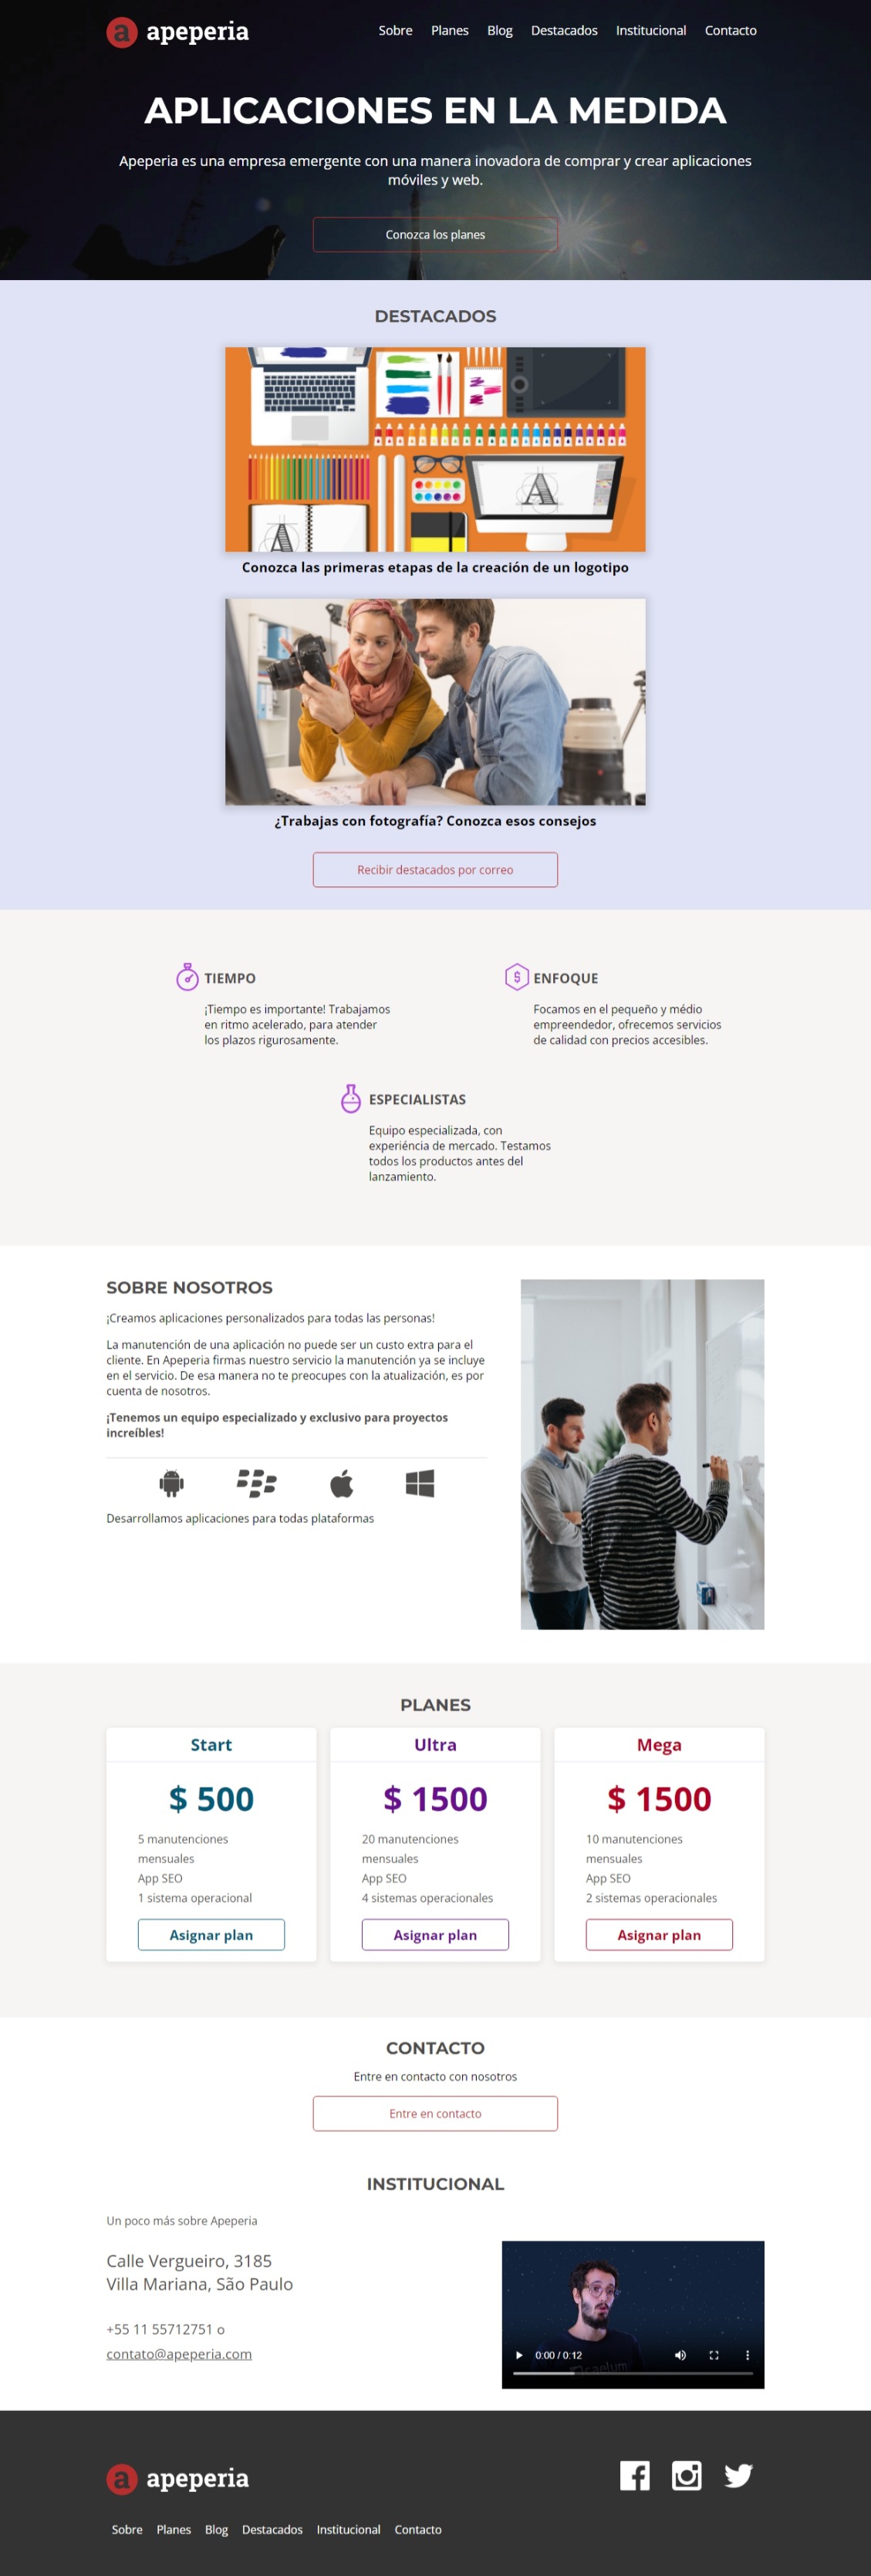 a apeperia
Sobre Planes Blog Destacados Institucional Contacto
APLICACIONES EN LA MEDIDA
Apeperia es una empresa emergente con una manera inovadora de comprar y crear aplicaciones
móviles y web.
Conozca los planes
DESTACADOS
A
A
Conozca las primeras etapas de la creación de un logotipo
¿Trabajas con fotografía? Conozca esos consejos
Recibir destacados por correo
TIEMPO
¡Tiempo es importante! Trabajamos
en ritmo acelerado, para atender
los plazos rigurosamente.
$ ENFOQUE
Focamos en el pequeño y médio
empreendedor, ofrecemos servicios
de calidad con precios accesibles.
ESPECIALISTAS
Equipo especializada, con
experiéncia de mercado. Testamos
todos los productos antes del
lanzamiento.
SOBRE NOSOTROS
¡Creamos aplicaciones personalizados para todas las personas!
La manutención de una aplicación no puede ser un custo extra para el
cliente. En Apeperia firmas nuestro servicio la manutención ya se incluye
en el servicio. De esa manera no te preocupes con la atualización, es por
cuenta de nosotros.
¡Tenemos un equipo especializado y exclusivo para proyectos
increíbles!
Desarrollamos aplicaciones para todas plataformas
PLANES
Start
$ 500
5 manutenciones
mensuales
App SEO
1 sistema operacional
Asignar plan
Ultra
$ 1500
20 manutenciones
mensuales
App SEO
4 sistemas operacionales
Asignar plan
Mega
$ 1500
10 manutenciones
mensuales
App SEO
2 sistemas operacionales
Asignar plan
CONTACTO
Entre en contacto con nosotros
Entre en contacto
INSTITUCIONAL
Un poco más sobre Apeperia
Calle Vergueiro, 3185
Villa Mariana, São Paulo
+55 11 55712751 o
contato@apeperia.com
0:00 / 0:12
caelum
a apeperia
Sobre Planes Blog Destacados Institucional Contacto